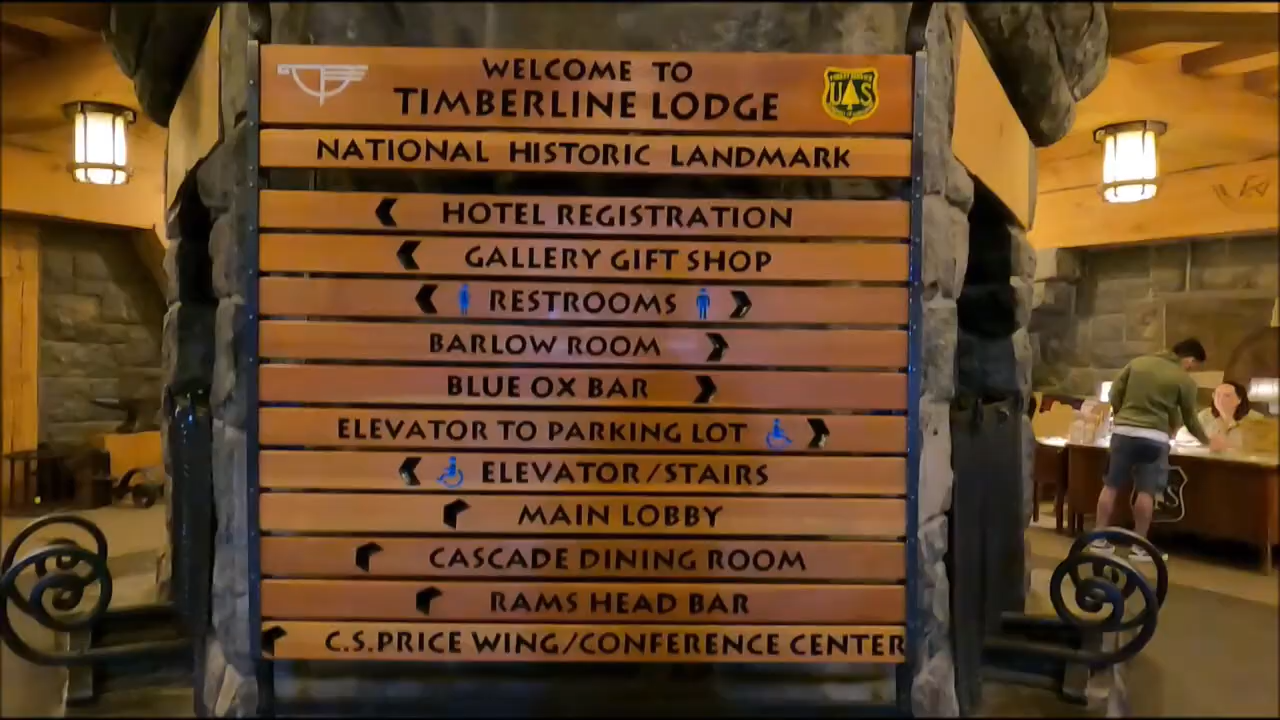 WELCOME TO
TIMBERLINE LODGE
UAS
NATIONAL HISTORIC LANDMARK
HOTEL REGISTRATION
GALLERY GIFT SHOP
RESTROOMS
BARLOW ROOM
BLUE OX BAR
ELEVATOR TO PARKING LOT
ELEVATOR/STAIRS
MAIN LOBBY
CASCADE DINING ROOM
RAMS HEAD BAR
C.S.PRICE WING/CONFERENCE CENTER